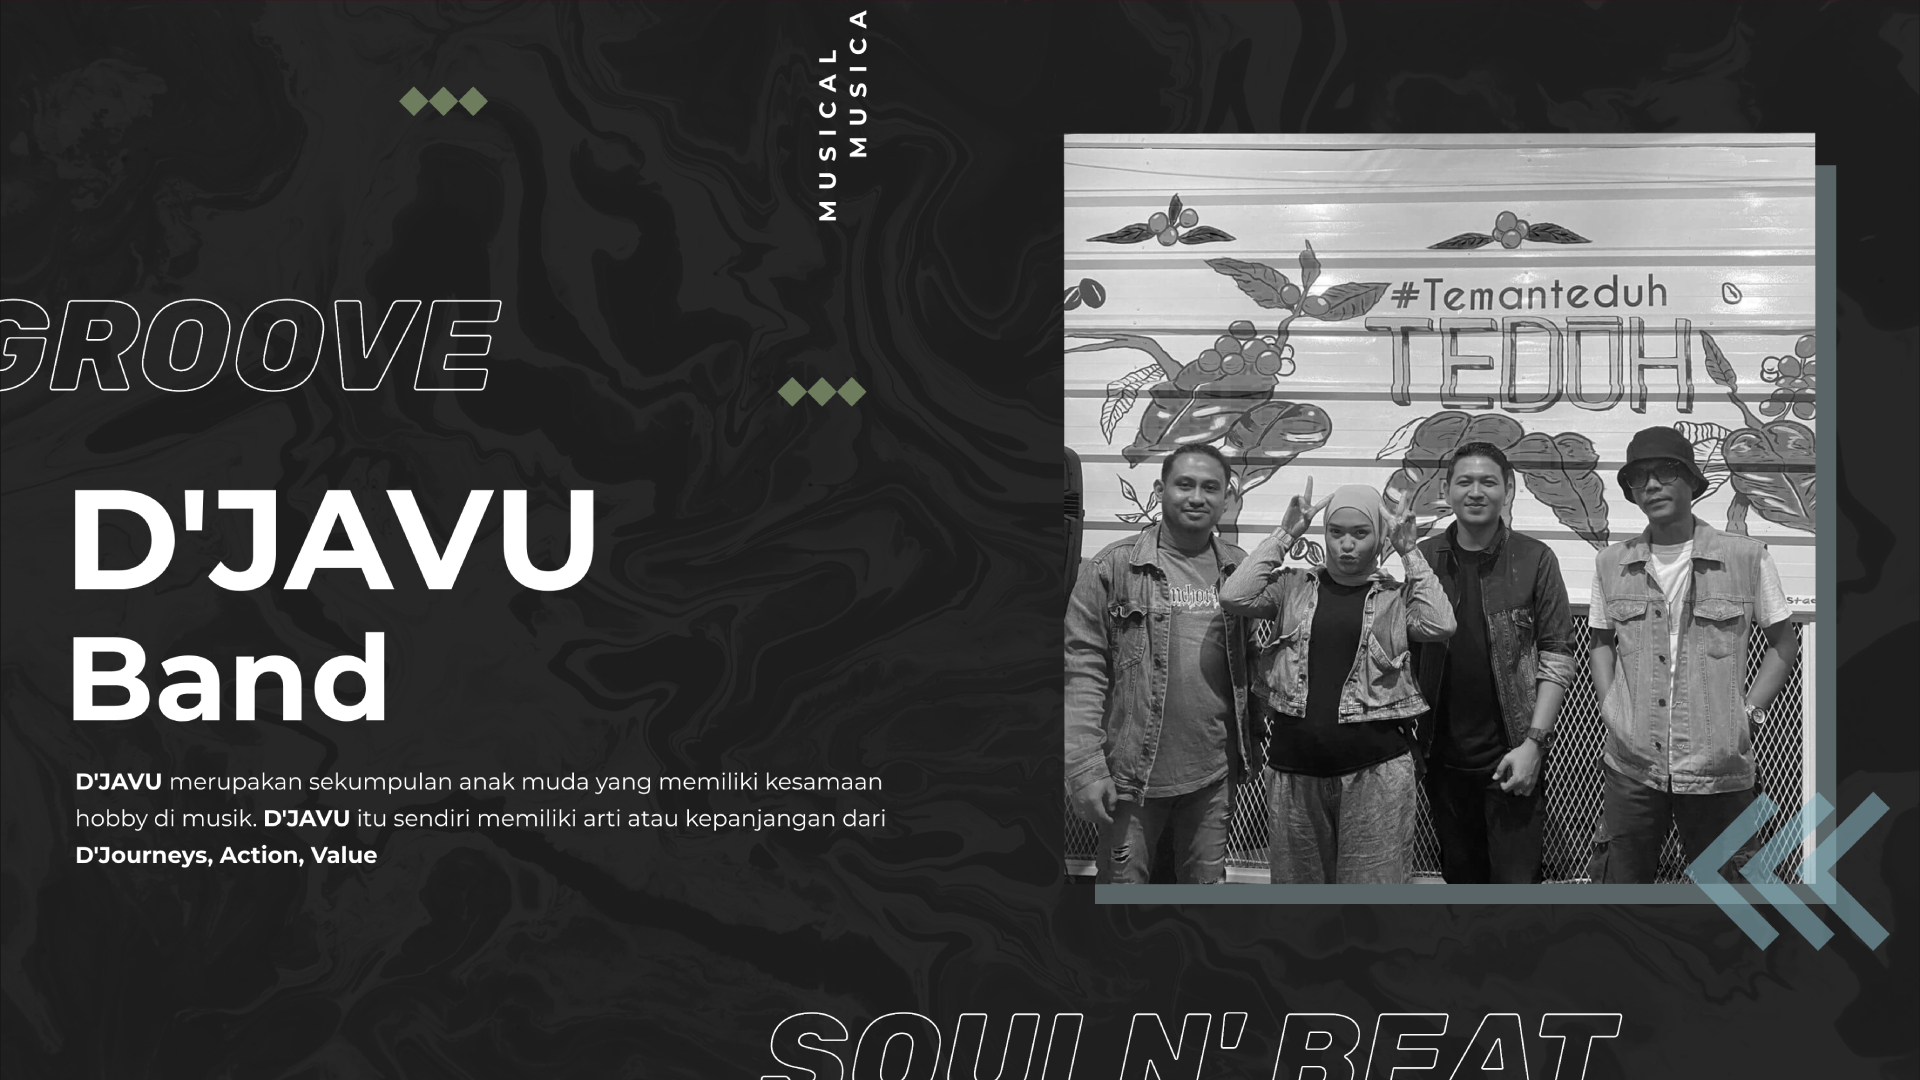 MUSICAL
MUSICA
GROOVE
D'JAVU
Band
D'JAVU merupakan sekumpulan anak muda yang memiliki kesamaan
hobby di musik. D'JAVU itu sendiri memiliki arti atau kepanjangan dari
D'Journeys, Action, Value
#Temanteduh
TEDUH
SOUL N' BEAT